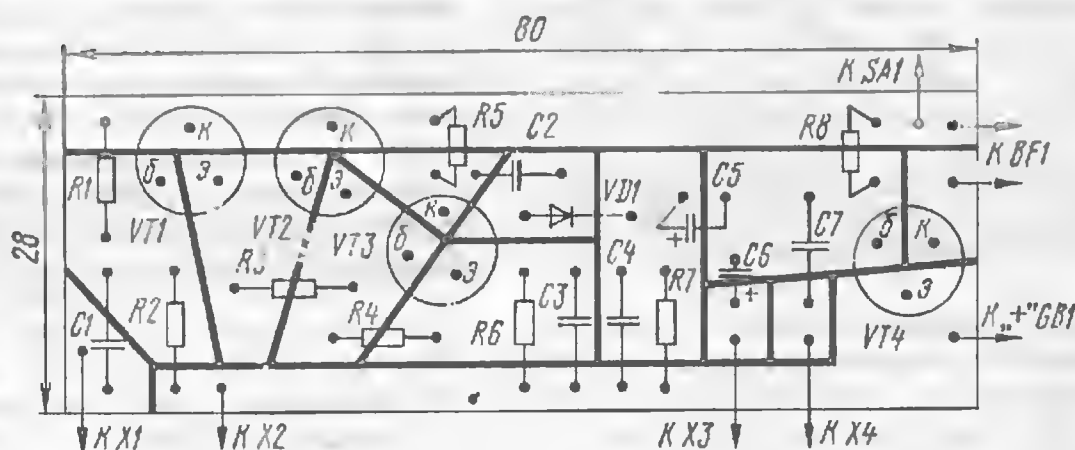 80
К SA1
R5
C2
R8
К
К
К BF1
R1
б
Э
б
Э
VD1
C5
VT1
VT2
VT3
К
б
C7
б
К
28
R3
Э
C4
C6
+
+
Э
C1
R2
R4
R6
C3
R7
VT4
К „+"GB1
К X1
К X2
К X3
К X4